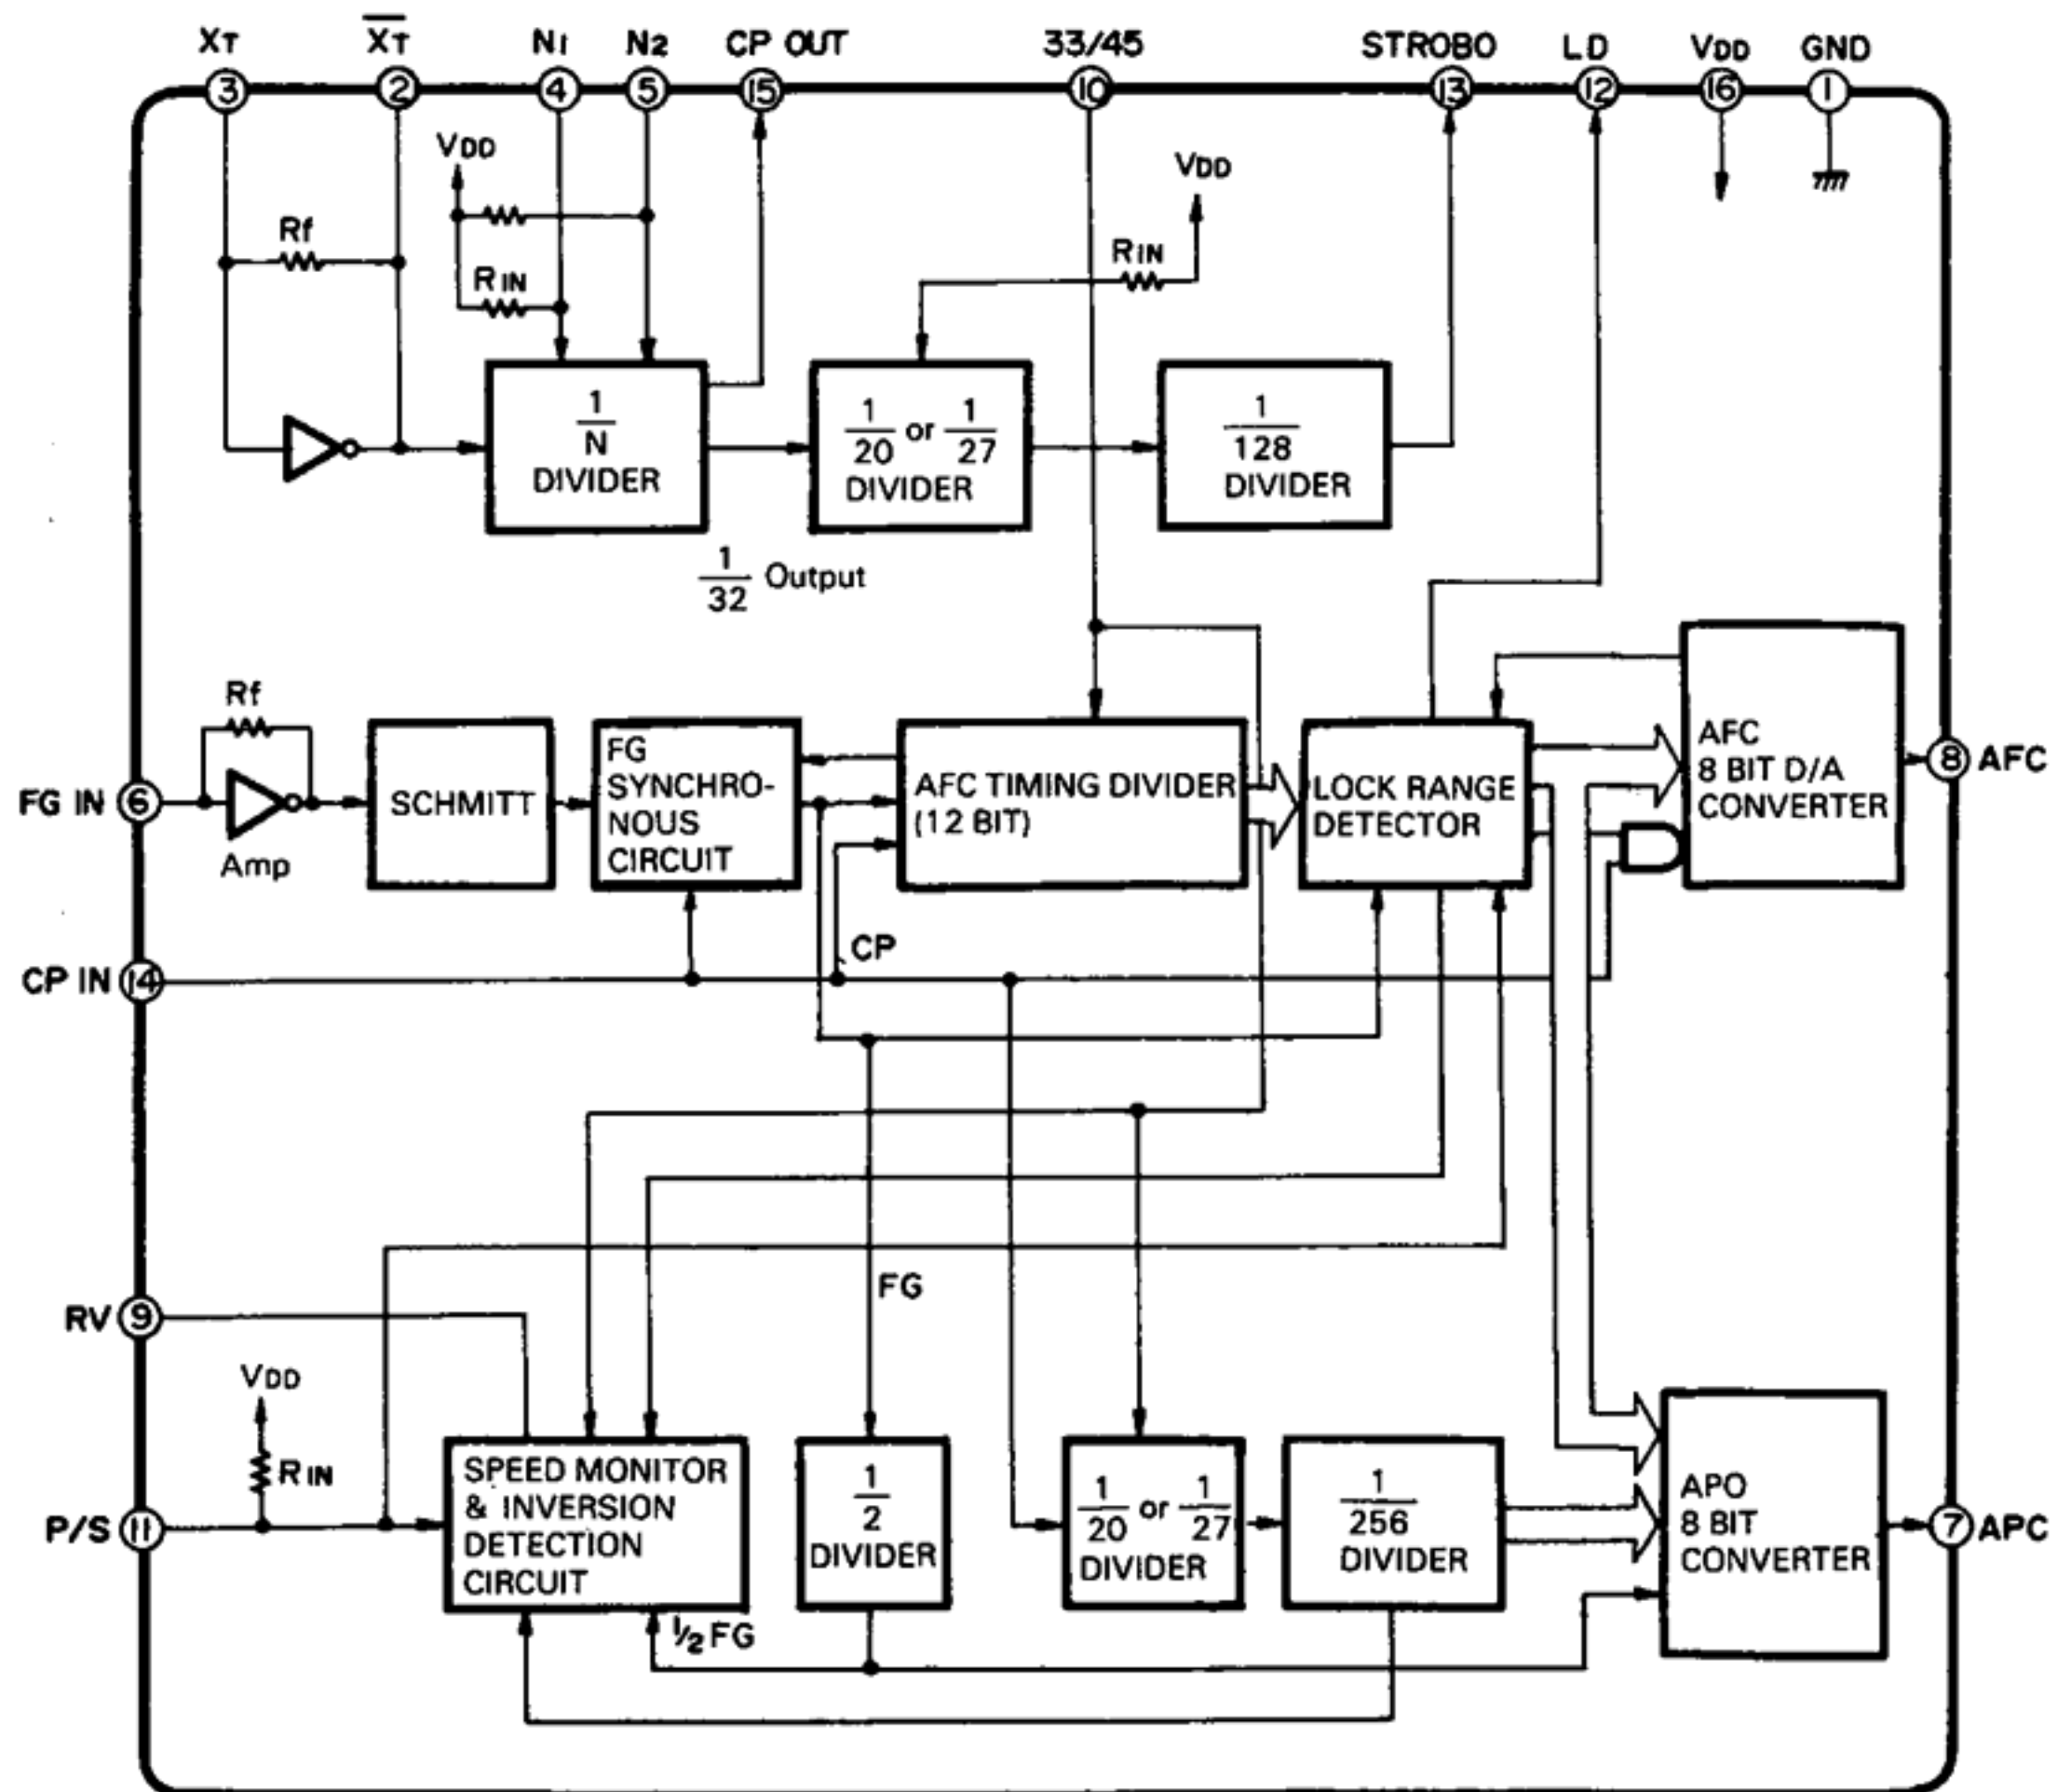 XT
X̅T̅
N1
N2
CP OUT
33/45
STROBO
LD
VDD
GND
3
2
4
5
15
10
13
12
16
1
VDD
VDD
Rf
RIN
RIN
1/N
DIVIDER
1/20 or 1/27
DIVIDER
1/128
DIVIDER
1/32 Output
Rf
FG IN
6
Amp
SCHMITT
FG
SYNCHRO-
NOUS
CIRCUIT
AFC TIMING DIVIDER
(12 BIT)
LOCK RANGE
DETECTOR
AFC
8 BIT D/A
CONVERTER
8
AFC
CP
CP IN
14
FG
RV
9
VDD
RIN
P/S
11
SPEED MONITOR
& INVERSION
DETECTION
CIRCUIT
1/2
DIVIDER
1/20 or 1/27
DIVIDER
1/256
DIVIDER
APO
8 BIT
CONVERTER
7
APC
1/2 FG